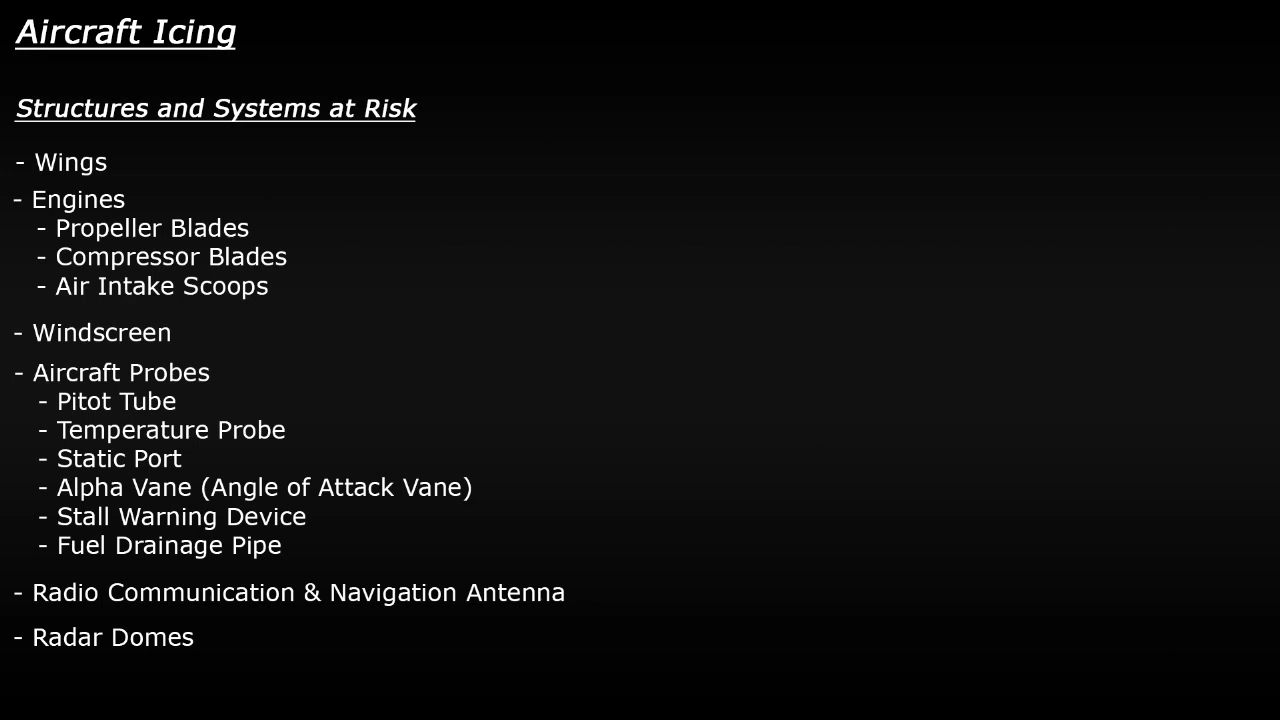 Aircraft Icing
Structures and Systems at Risk
- Wings
- Engines
- Propeller Blades
- Compressor Blades
- Air Intake Scoops
- Windscreen
- Aircraft Probes
- Pitot Tube
- Temperature Probe
- Static Port
- Alpha Vane (Angle of Attack Vane)
- Stall Warning Device
- Fuel Drainage Pipe
- Radio Communication & Navigation Antenna
- Radar Domes